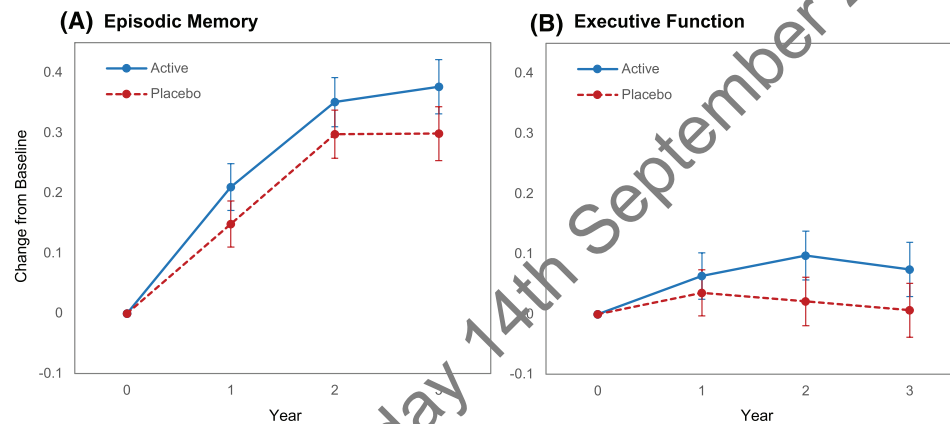 (A) Episodic Memory
Active
Placebo
0.4
0.3
0.2
0.1
0
-0.1
Change from Baseline
0 1 2 3
Year
(B) Executive Function
Active
Placebo
0.4
0.3
0.2
0.1
0
-0.1
0 1 2 3
Year
14th September